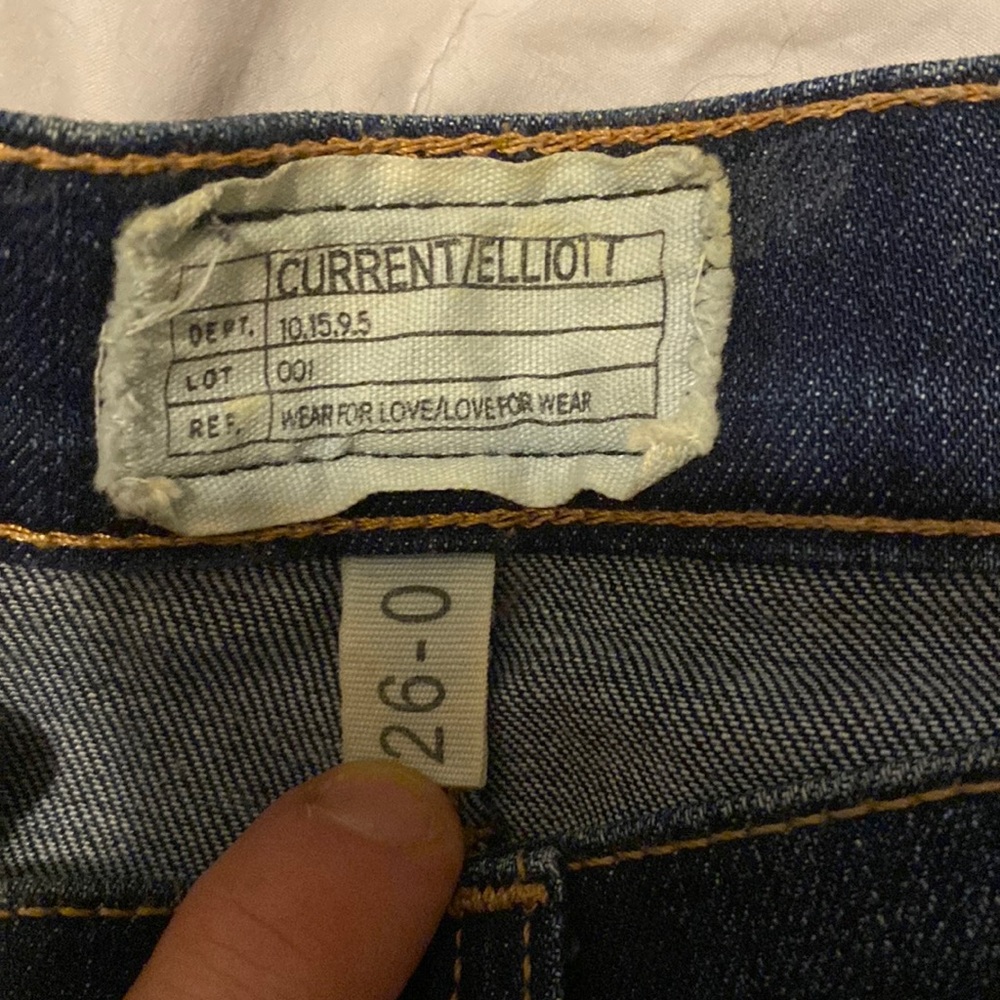 CURRENT/ELLIOTT
DEPT. 10.15.9.5
LOT 001
REF. WEAR FOR LOVE/LOVE FOR WEAR
26-0